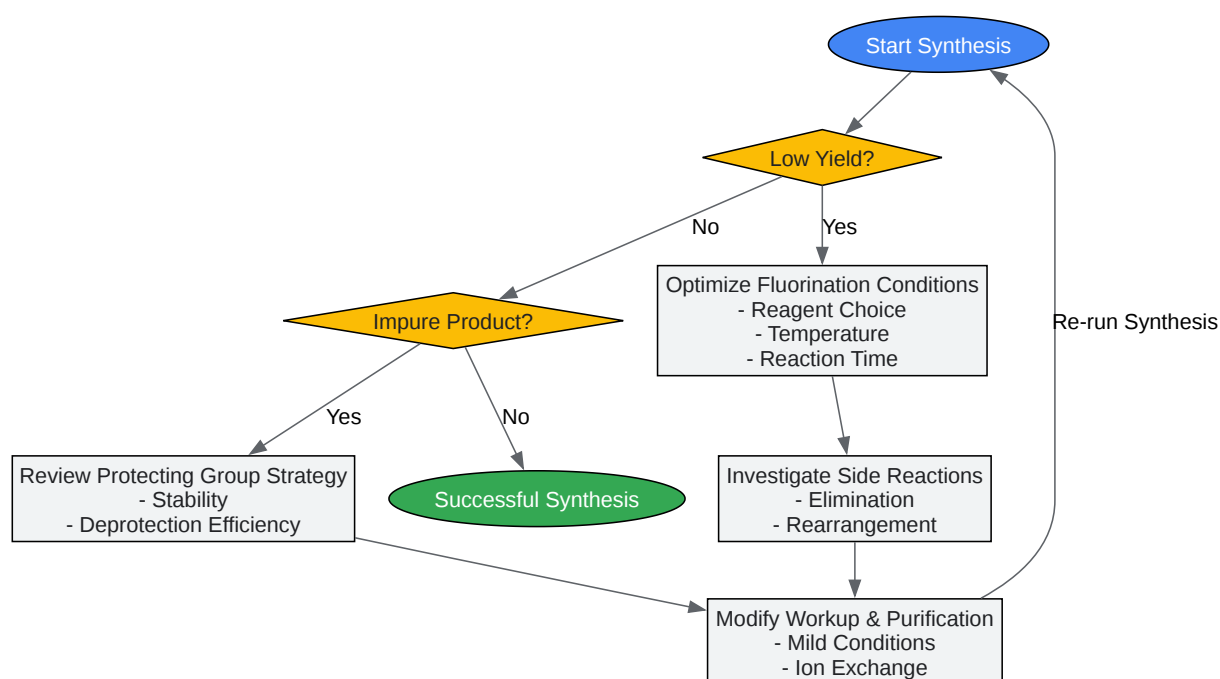 Start Synthesis
Low Yield?
No
Yes
Optimize Fluorination Conditions
- Reagent Choice
- Temperature
- Reaction Time
Impure Product?
Re-run Synthesis
Yes
No
Review Protecting Group Strategy
- Stability
- Deprotection Efficiency
Successful Synthesis
Investigate Side Reactions
- Elimination
- Rearrangement
Modify Workup & Purification
- Mild Conditions
- Ion Exchange